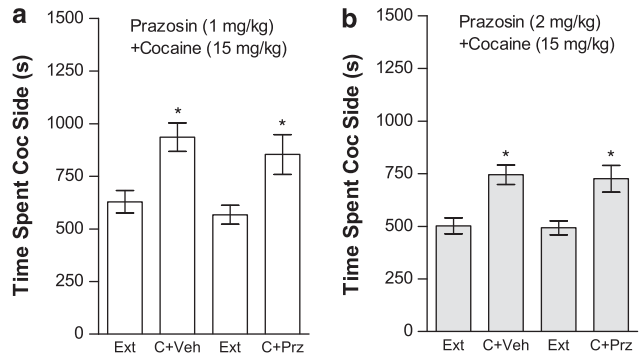 a
Prazosin (1 mg/kg)
+Cocaine (15 mg/kg)
Time Spent Coc Side (s)
1500
1250
1000
750
500
250
0
*
*
Ext C+Veh Ext C+Prz
b
Prazosin (2 mg/kg)
+Cocaine (15 mg/kg)
Time Spent Coc Side (s)
1500
1250
1000
750
500
250
0
*
*
Ext C+Veh Ext C+Prz